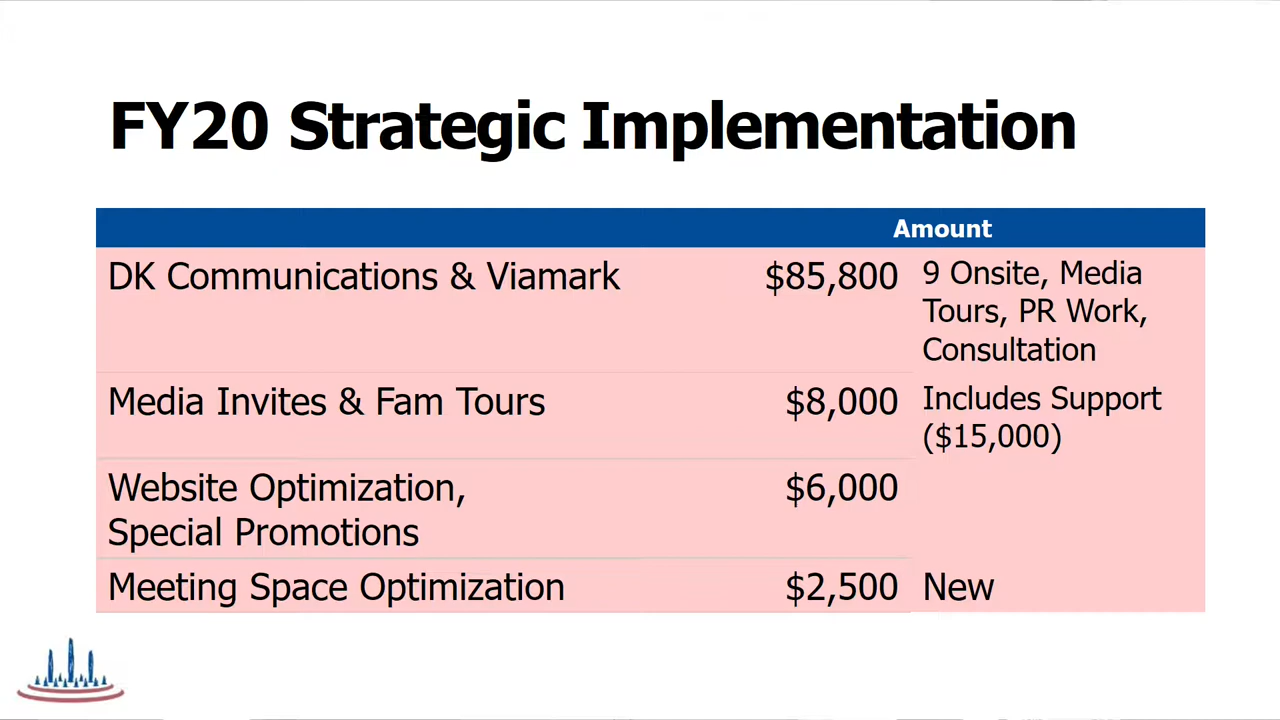 FY20 Strategic Implementation
Amount
DK Communications & Viamark $85,800 9 Onsite, Media
Tours, PR Work,
Consultation
Media Invites & Fam Tours $8,000 Includes Support
($15,000)
Website Optimization, $6,000
Special Promotions
Meeting Space Optimization $2,500 New